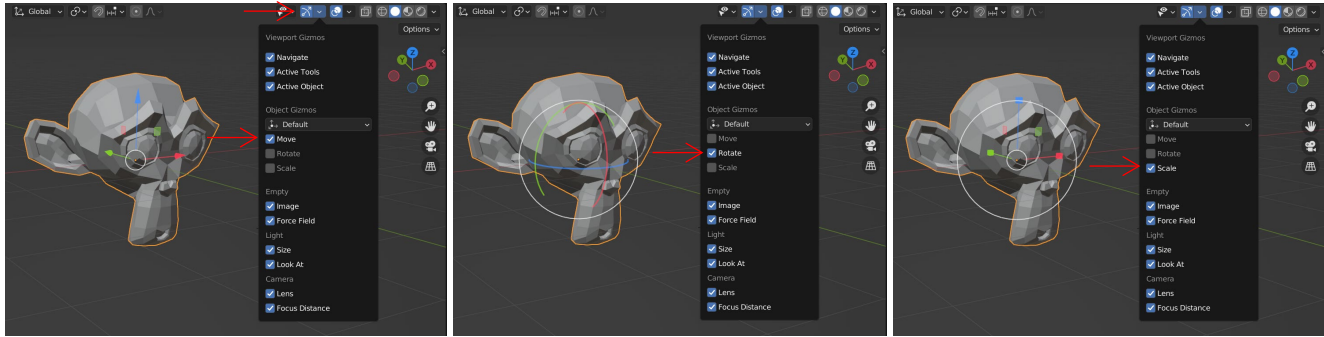 Global
Options
Viewport Gizmos
Navigate
Active Tools
Active Object
Z
Y
X
Object Gizmos
Default
Move
Rotate
Scale
Empty
Image
Force Field
Light
Size
Look At
Camera
Lens
Focus Distance
Global
Options
Viewport Gizmos
Navigate
Active Tools
Active Object
Z
Y
X
Object Gizmos
Default
Move
Rotate
Scale
Empty
Image
Force Field
Light
Size
Look At
Camera
Lens
Focus Distance
Global
Options
Viewport Gizmos
Navigate
Active Tools
Active Object
Z
Y
X
Object Gizmos
Default
Move
Rotate
Scale
Empty
Image
Force Field
Light
Size
Look At
Camera
Lens
Focus Distance